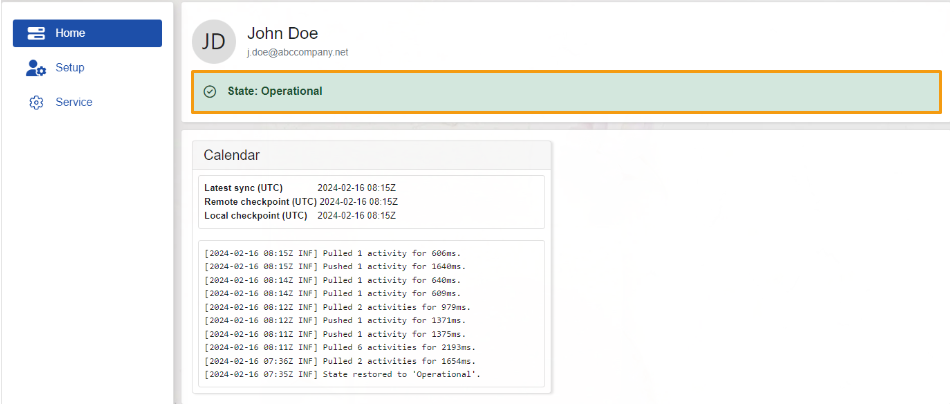 Home
Setup
Service
JD
John Doe
j.doe@abccompany.net
State: Operational
Calendar
Latest sync (UTC) 2024-02-16 08:15Z
Remote checkpoint (UTC) 2024-02-16 08:15Z
Local checkpoint (UTC) 2024-02-16 08:15Z
[2024-02-16 08:15Z INF] Pulled 1 activity for 606ms.
[2024-02-16 08:15Z INF] Pushed 1 activity for 1640ms.
[2024-02-16 08:14Z INF] Pulled 1 activity for 640ms.
[2024-02-16 08:14Z INF] Pulled 1 activity for 609ms.
[2024-02-16 08:12Z INF] Pulled 2 activities for 979ms.
[2024-02-16 08:12Z INF] Pushed 1 activity for 1371ms.
[2024-02-16 08:11Z INF] Pushed 1 activity for 1375ms.
[2024-02-16 08:11Z INF] Pulled 6 activities for 2193ms.
[2024-02-16 07:36Z INF] Pulled 2 activities for 1654ms.
[2024-02-16 07:35Z INF] State restored to 'Operational'.